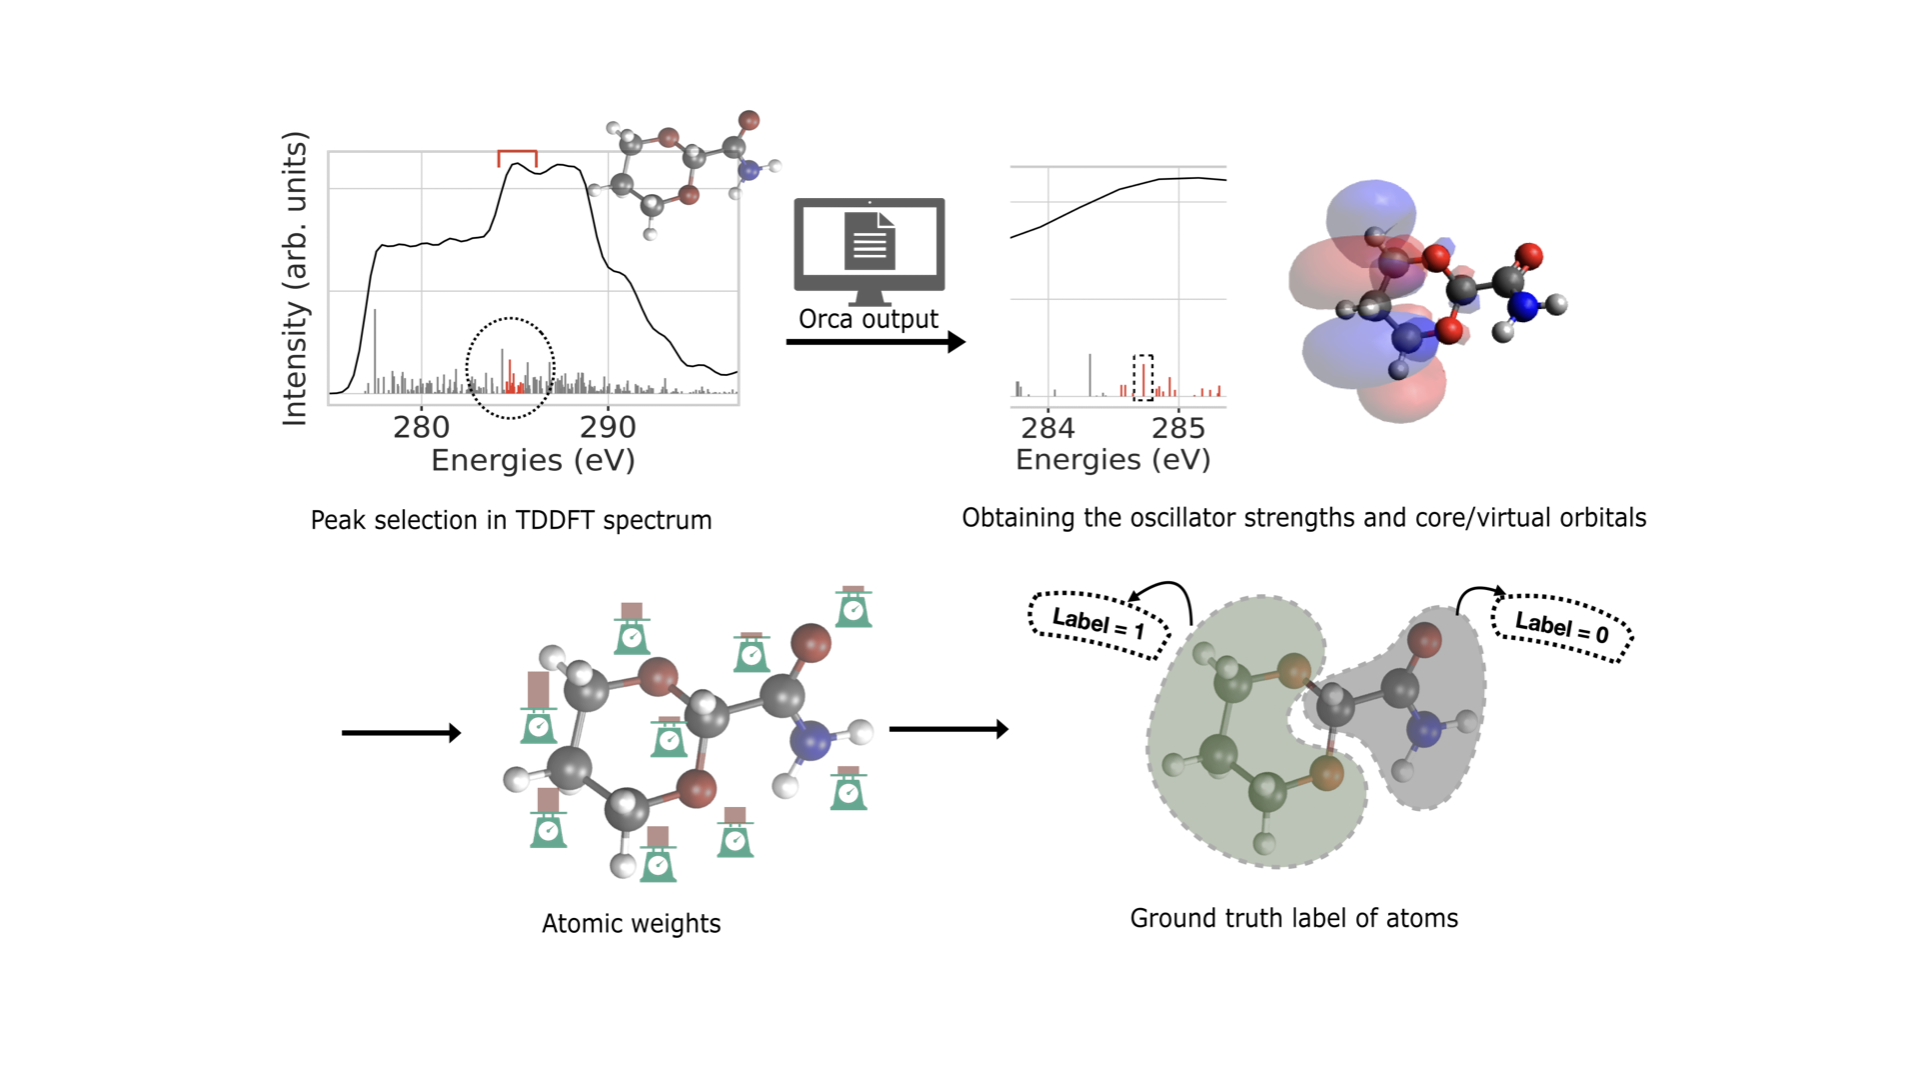 Intensity (arb. units)
280
290
Energies (eV)
Peak selection in TDDFT spectrum
Orca output
284
285
Energies (eV)
Obtaining the oscillator strengths and core/virtual orbitals
Atomic weights
Label = 1
Label = 0
Ground truth label of atoms